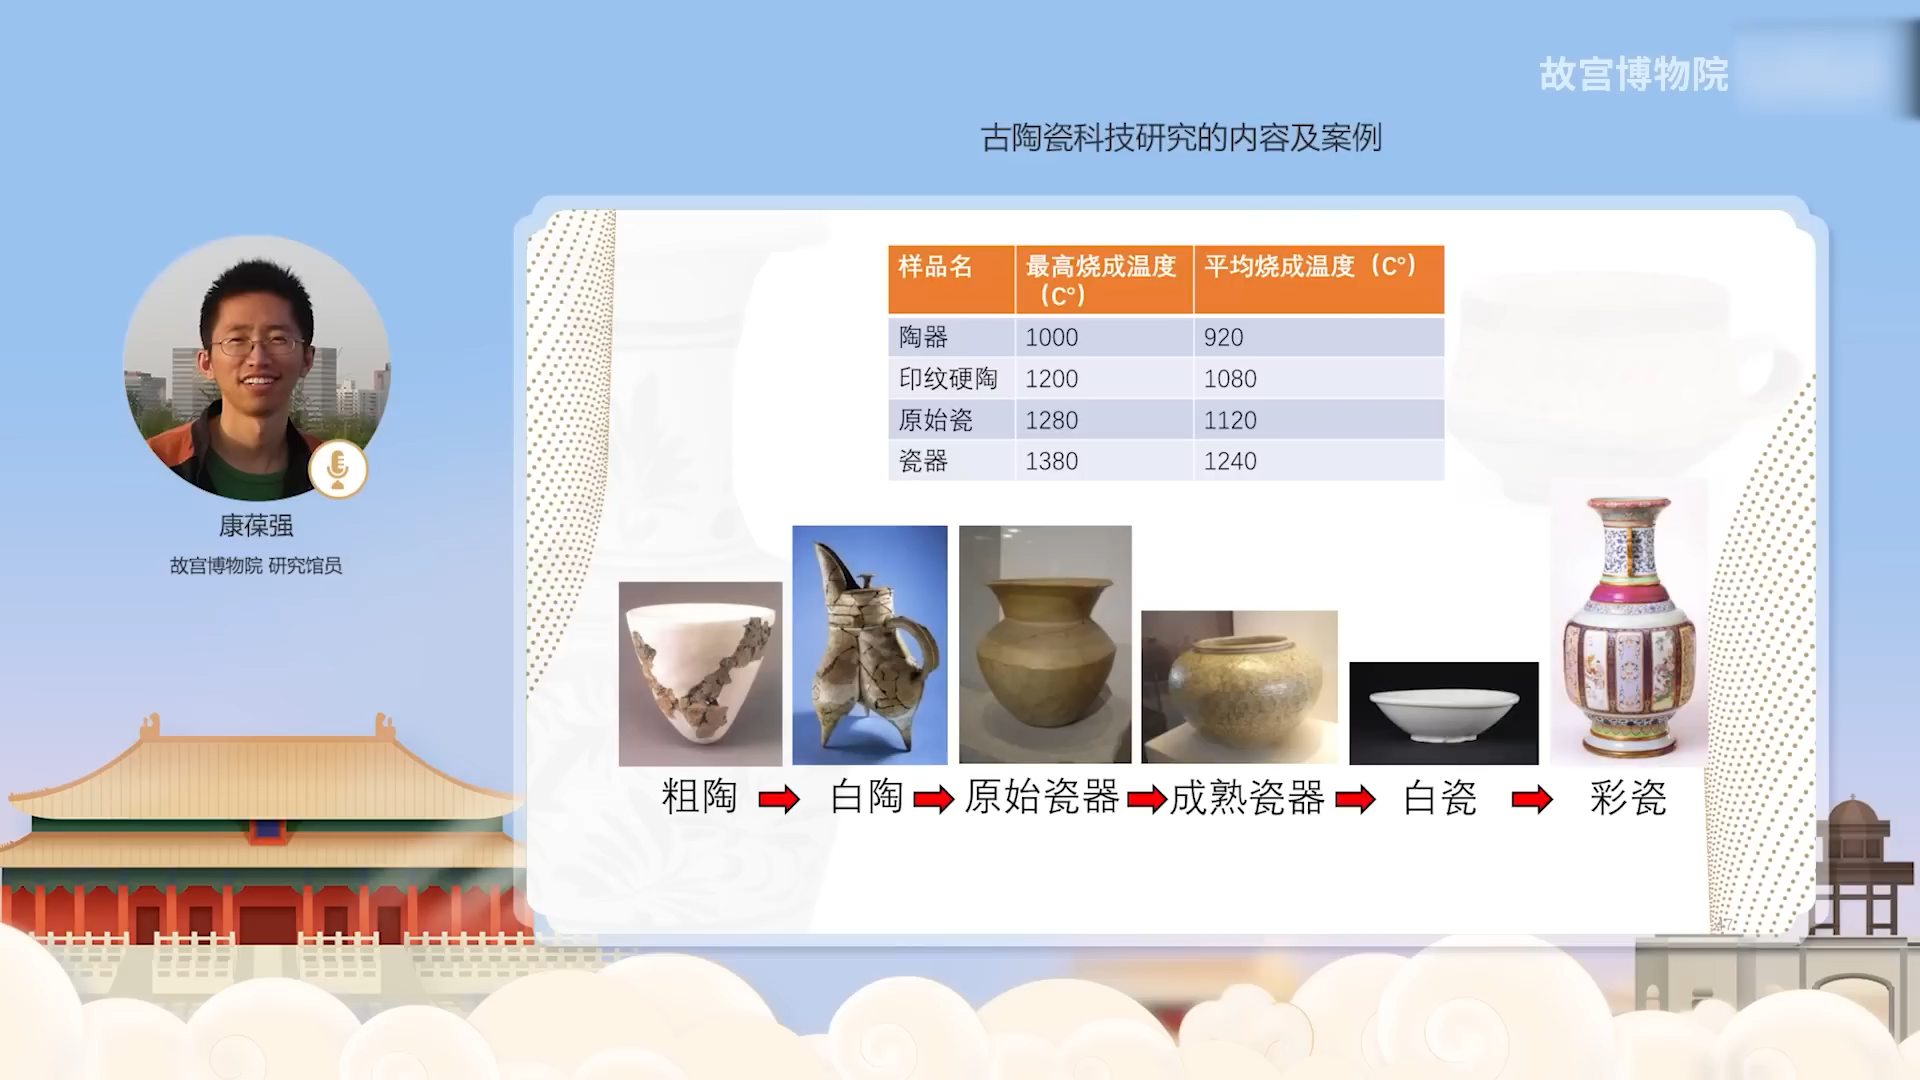 故宫博物院
古陶瓷科技研究的内容及案例
康葆强
故宫博物院 研究馆员
样品名 最高烧成温度（C°） 平均烧成温度（C°）
陶器 1000 920
印纹硬陶 1200 1080
原始瓷 1280 1120
瓷器 1380 1240
粗陶 白陶 原始瓷器 成熟瓷器 白瓷 彩瓷